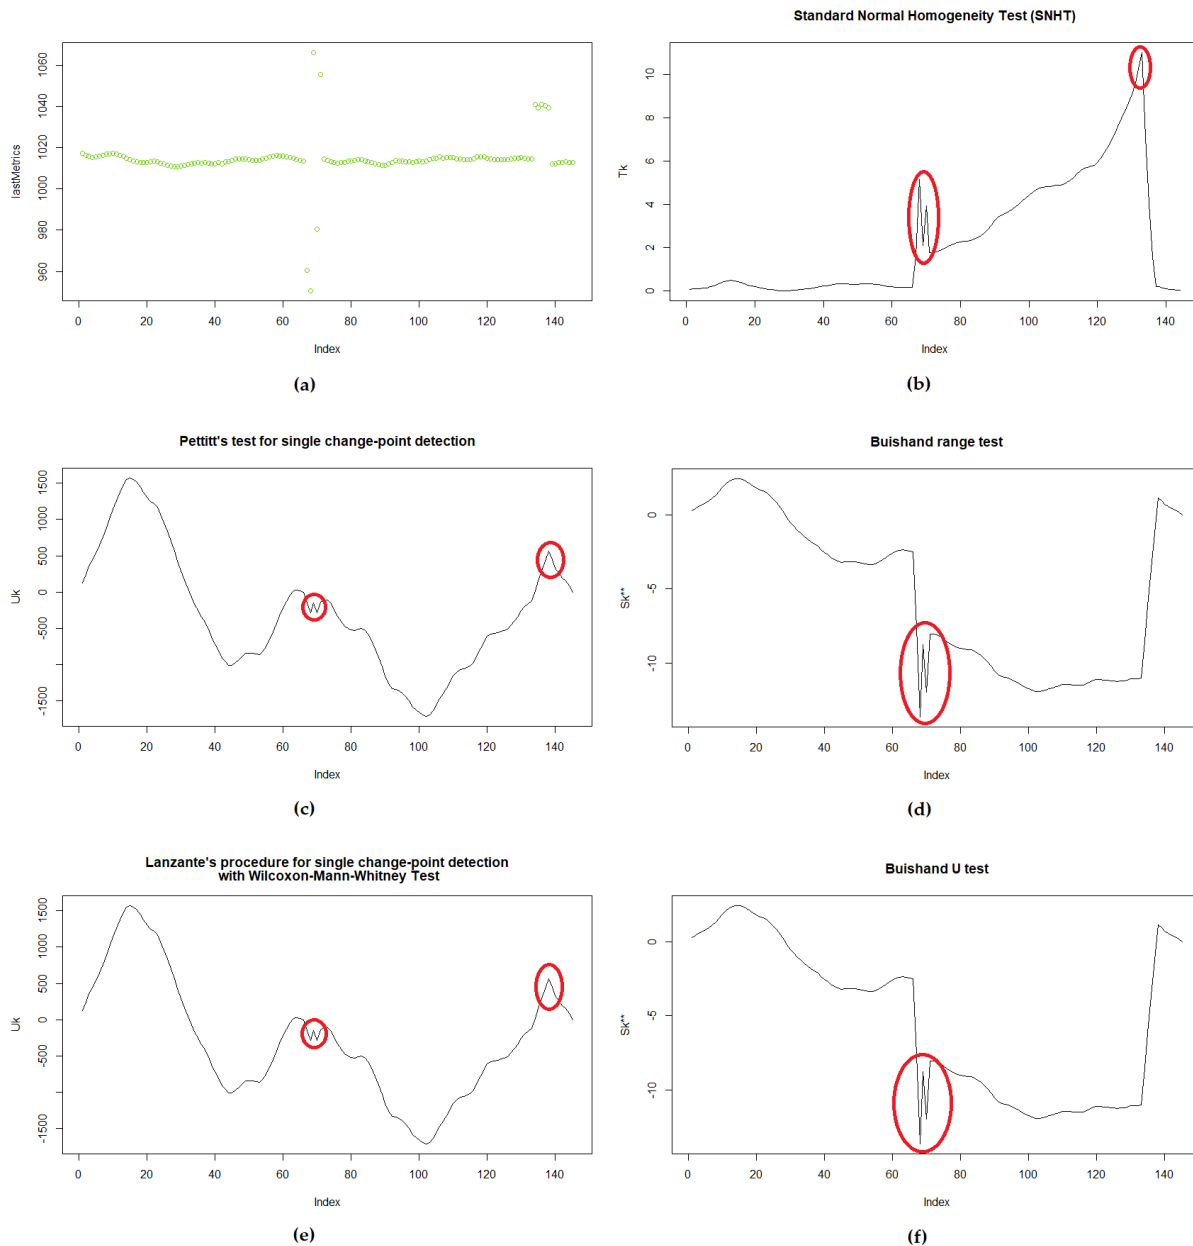 1060
1040
1020
1000
980
960
lastMetrics
0 20 40 60 80 100 120 140
Index
(a)
Standard Normal Homogeneity Test (SNHT)
10
8
6
4
2
0
Tk
0 20 40 60 80 100 120 140
Index
(b)
Pettitt's test for single change-point detection
1500
1000
500
0
-500
-1500
Uk
0 20 40 60 80 100 120 140
Index
(c)
Buishand range test
0
-5
-10
Sk**
0 20 40 60 80 100 120 140
Index
(d)
Lanzante's procedure for single change-point detection
with Wilcoxon-Mann-Whitney Test
1500
1000
500
0
-500
-1500
Uk
0 20 40 60 80 100 120 140
Index
(e)
Buishand U test
0
-5
-10
Sk**
0 20 40 60 80 100 120 140
Index
(f)